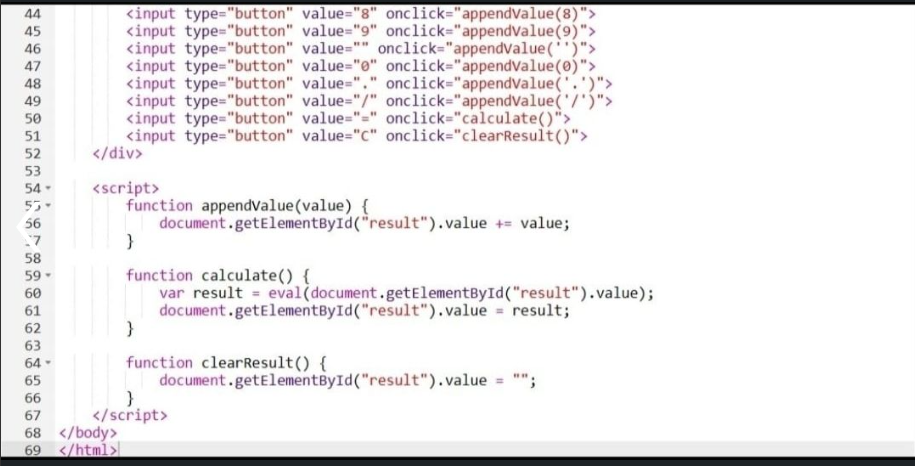 44 <input type="button" value="8" onclick="appendValue(8)">
45 <input type="button" value="9" onclick="appendValue(9)">
46 <input type="button" value="" onclick="appendValue('')">
47 <input type="button" value="0" onclick="appendValue(0)">
48 <input type="button" value="." onclick="appendValue('.')">
49 <input type="button" value="/" onclick="appendValue('/')">
50 <input type="button" value="=" onclick="calculate()">
51 <input type="button" value="C" onclick="clearResult()">
52 </div>
53
54 <script>
55 function appendValue(value) {
56 document.getElementById("result").value += value;
57 }
58
59 function calculate() {
60 var result = eval(document.getElementById("result").value);
61 document.getElementById("result").value = result;
62 }
63
64 function clearResult() {
65 document.getElementById("result").value = "";
66 }
67 </script>
68 </body>
69 </html>